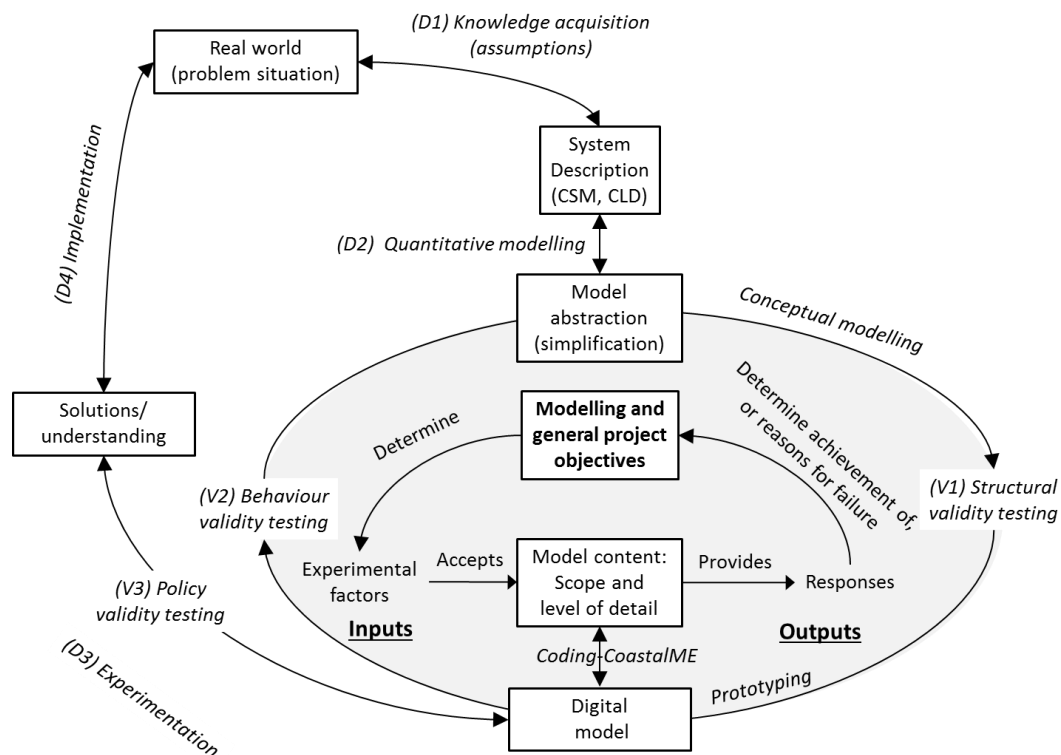 (D1) Knowledge acquisition
(assumptions)
Real world
(problem situation)
System
Description
(CSM, CLD)
(D4) Implementation
(D2) Quantitative modelling
Model
abstraction
(simplification)
Conceptual modelling
Solutions/
understanding
Modelling and
general project
objectives
Determine
Determine achievement of,
or reasons for failure
(V2) Behaviour
validity testing
(V1) Structural
validity testing
Experimental
factors
Accepts
Model content:
Scope and
level of detail
Provides
Responses
(V3) Policy
validity testing
Inputs
Outputs
Coding-CoastalME
(D3) Experimentation
Prototyping
Digital
model